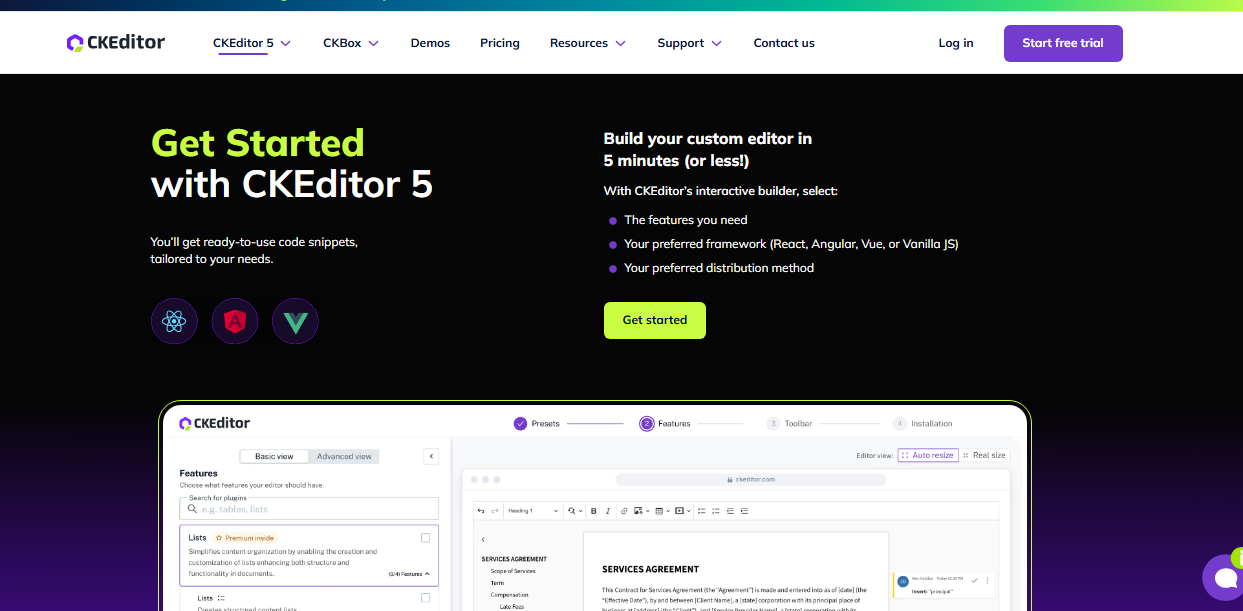 CKEditor
CKEditor 5
CKBox
Demos
Pricing
Resources
Support
Contact us
Log in
Start free trial
Get Started
with CKEditor 5
You'll get ready-to-use code snippets,
tailored to your needs.
Build your custom editor in
5 minutes (or less!)
With CKEditor's interactive builder, select:
The features you need
Your preferred framework (React, Angular, Vue, or Vanilla JS)
Your preferred distribution method
Get started
CKEditor
Presets
2 Features
3 Toolbar
4 Installation
Basic view
Advanced view
Features
Choose what features your editor should have.
Search for plugins
e.g. tables, lists
Lists Premium inside
Simplifies content organization by enabling the creation and
customization of lists enhancing both structure and
functionality in documents.
(0/4) Features
Lists
Creates structured content lists
Editor view: Auto resize Real size
ckeditor.com
Heading 1
B I
SERVICES AGREEMENT
Scope of Services
Term
Compensation
Late Fees
SERVICES AGREEMENT
This Contract for Services Agreement (the "Agreement") is made and entered into as of [date] (the
"Effective Date"), by and between [Client Name], a [state] corporation with its principal place of
business at [address] (the "Client"), and [Service Provider Name], a [state] corporation with its
Insert: "principal"